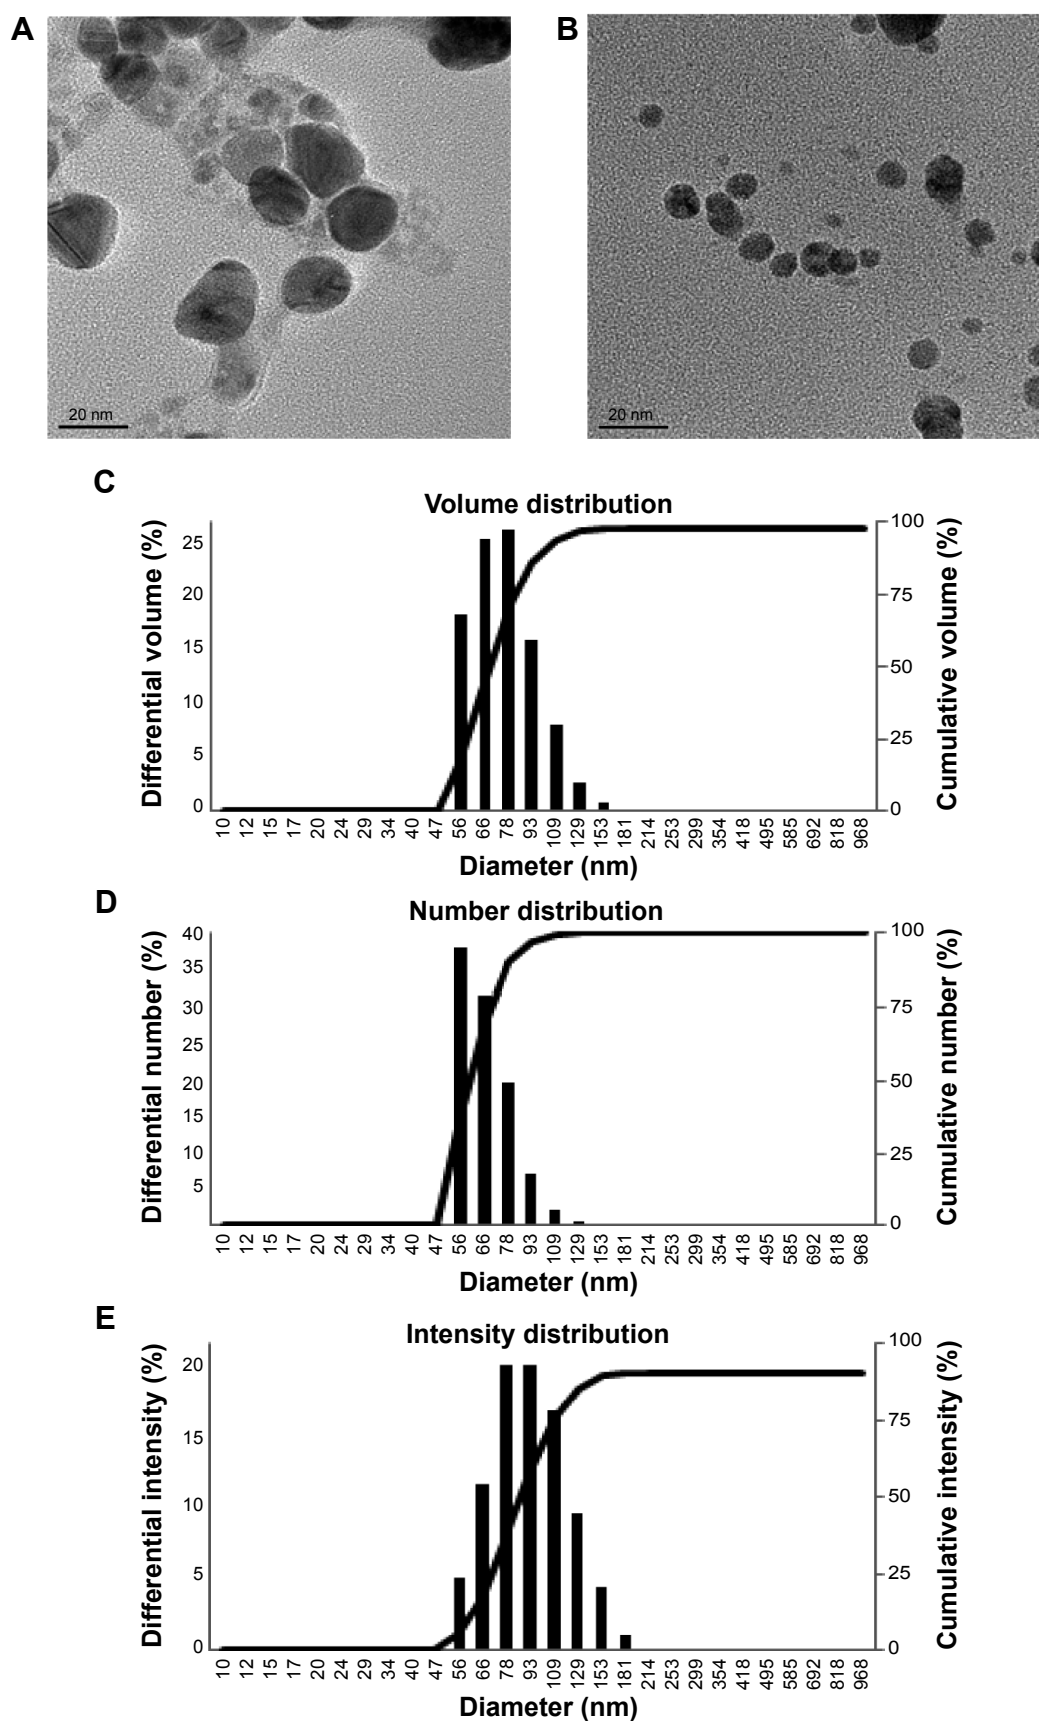 A
B
20 nm
20 nm
C
Volume distribution
Differential volume (%)
25
20
15
10
5
0
100
75
50
25
0
Cumulative volume (%)
10 12 15 17 20 24 29 34 40 47 56 66 78 93 109 129 153 181 214 253 299 354 418 495 585 692 818 968
Diameter (nm)
D
Number distribution
Differential number (%)
40
35
30
25
20
15
10
5
100
75
50
25
0
Cumulative number (%)
10 12 15 17 20 24 29 34 40 47 56 66 78 93 109 129 153 181 214 253 299 354 418 495 585 692 818 968
Diameter (nm)
E
Intensity distribution
Differential intensity (%)
20
15
10
5
0
100
75
50
25
0
Cumulative intensity (%)
10 12 15 17 20 24 29 34 40 47 56 66 78 93 109 129 153 181 214 253 299 354 418 495 585 692 818 968
Diameter (nm)